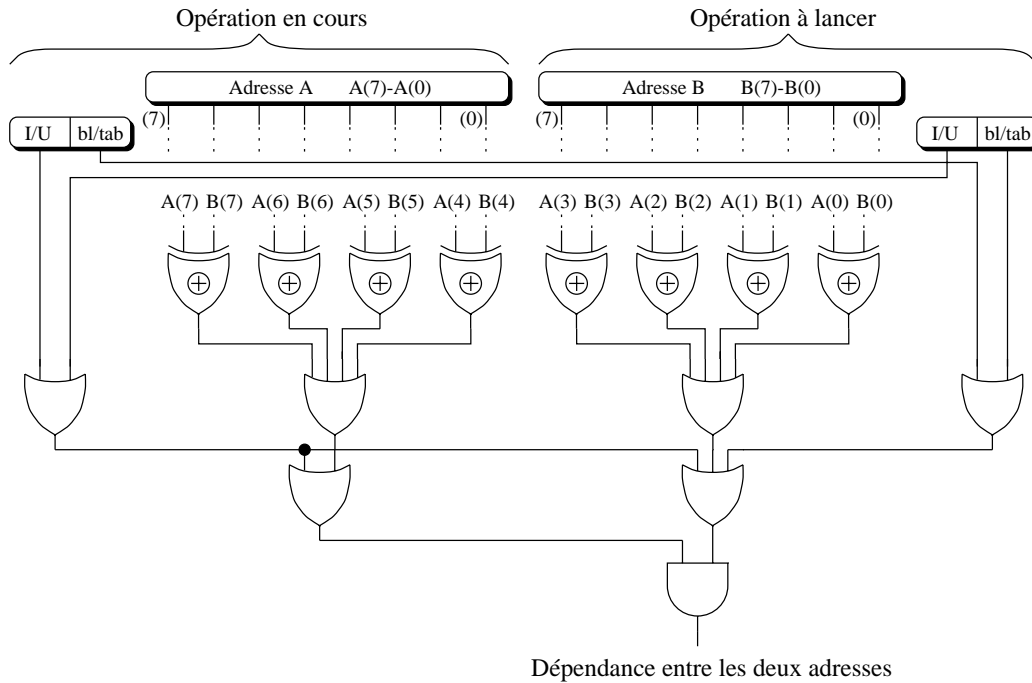 Opération en cours Opération à lancer
Adresse A A(7)-A(0) Adresse B B(7)-B(0)
(7) (0) (7) (0)
I/U bl/tab I/U bl/tab
A(7) B(7) A(6) B(6) A(5) B(5) A(4) B(4) A(3) B(3) A(2) B(2) A(1) B(1) A(0) B(0)
Dépendance entre les deux adresses